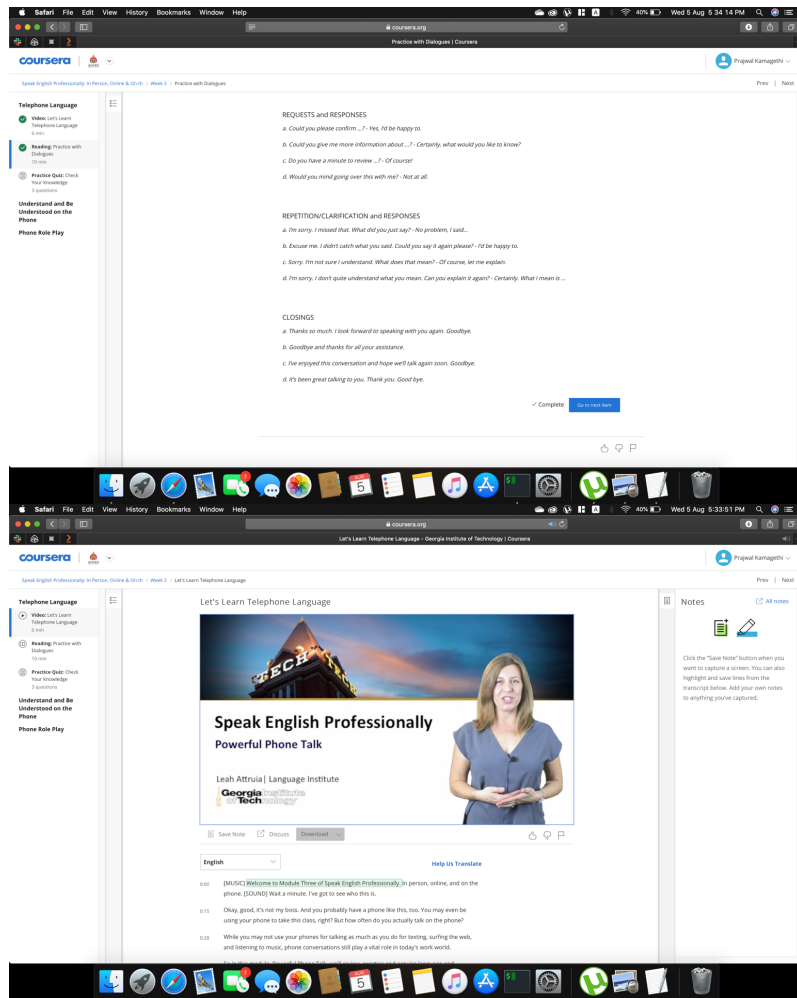 Safari File Edit View History Bookmarks Window Help
40% Wed 5 Aug 5 34 14 PM
coursera.org
Practice with Dialogues | Coursera
coursera
Prajwal Kamagethi
Speak English Professionally: In Person, Online & On th > Week 3 > Practice with Dialogues
Prev | Next
Telephone Language
Video: Let's Learn
Telephone Language
6 min
Reading: Practice with
Dialogues
10 min
Practice Quiz: Check
Your Knowledge
3 questions
Understand and Be
Understood on the
Phone
Phone Role Play
REQUESTS and RESPONSES
a. Could you please confirm ...? - Yes, I'd be happy to.
b. Could you give me more information about ...? - Certainly, what would you like to know?
c. Do you have a minute to review ...? - Of course!
d. Would you mind going over this with me? - Not at all.
REPETITION/CLARIFICATION and RESPONSES
a. I'm sorry. I missed that. What did you just say? - No problem, I said...
b. Excuse me. I didn't catch what you said. Could you say it again please? - I'd be happy to.
c. Sorry. I'm not sure I understand. What does that mean? - Of course, let me explain.
d. I'm sorry. I don't quite understand what you mean. Can you explain it again? - Certainly. What I mean is ...
CLOSINGS
a. Thanks so much. I look forward to speaking with you again. Goodbye.
b. Goodbye and thanks for all your assistance.
c. I've enjoyed this conversation and hope we'll talk again soon. Goodbye.
d. It's been great talking to you. Thank you. Good bye.
Complete Go to next item
AUG
5
Safari File Edit View History Bookmarks Window Help
40% Wed 5 Aug 5:33:51 PM
coursera.org
Let's Learn Telephone Language - Georgia Institute of Technology | Coursera
coursera
Prajwal Kamagethi
Speak English Professionally: In Person, Online & On th > Week 3 > Let's Learn Telephone Language
Prev | Next
Telephone Language
Video: Let's Learn
Telephone Language
6 min
Reading: Practice with
Dialogues
10 min
Practice Quiz: Check
Your Knowledge
3 questions
Understand and Be
Understood on the
Phone
Phone Role Play
Let's Learn Telephone Language
TECH
Speak English Professionally
Powerful Phone Talk
Leah Attruia| Language Institute
Georgia Institute
of Technology
Save Note Discuss Download
English
Help Us Translate
0:00 [MUSIC] Welcome to Module Three of Speak English Professionally. In person, online, and on the
phone. [SOUND] Wait a minute. I've got to see who this is.
0:15 Okay, good, it's not my boss. And you probably have a phone like this, too. You may even be
using your phone to take this class, right? But how often do you actually talk on the phone?
0:28 While you may not use your phones for talking as much as you do for texting, surfing the web,
and listening to music, phone conversations still play a vital role in today's work world.
Notes
All notes
Click the "Save Note" button when you
want to capture a screen. You can also
highlight and save lines from the
transcript below. Add your own notes
to anything you've captured.
AUG
5